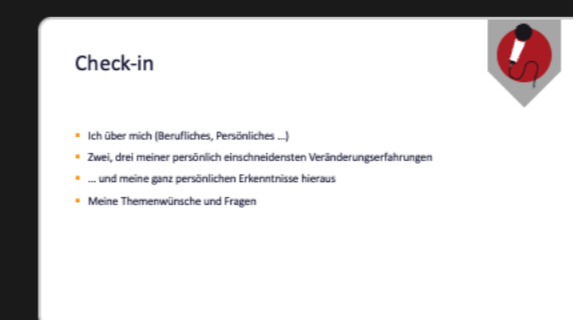 Check-in
Ich über mich (Berufliches, Persönliches ...)
Zwei, drei meiner persönlich einschneidensten Veränderungserfahrungen
... und meine ganz persönlichen Erkenntnisse hieraus
Meine Themenwünsche und Fragen